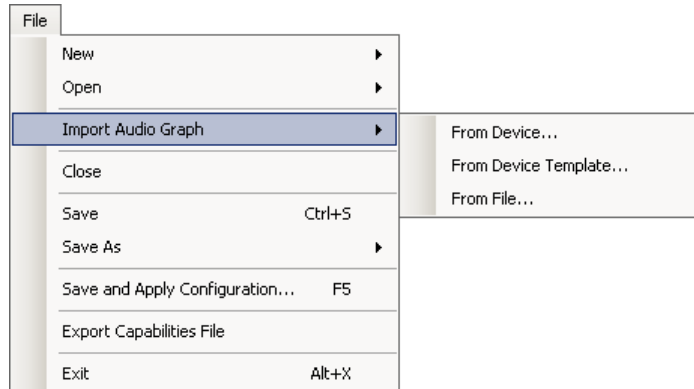 File
New
Open
Import Audio Graph
From Device...
From Device Template...
From File...
Close
Save Ctrl+S
Save As
Save and Apply Configuration... F5
Export Capabilities File
Exit Alt+X